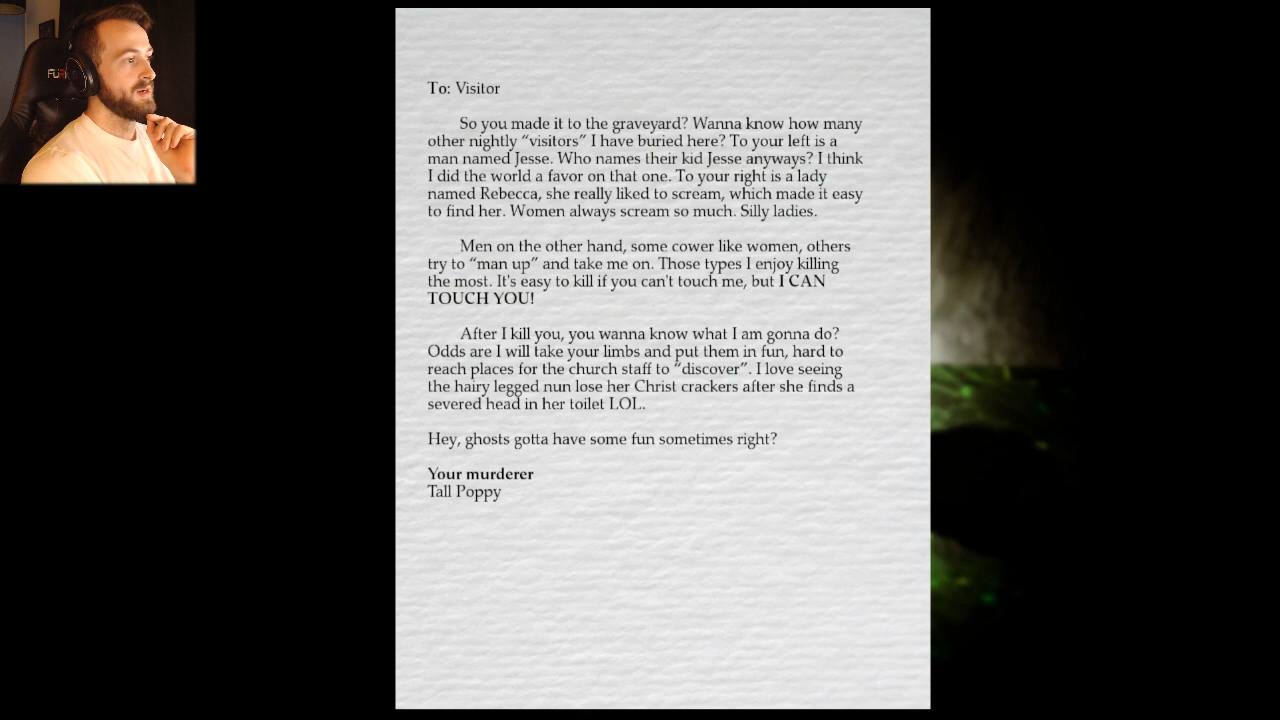 To: Visitor
So you made it to the graveyard? Wanna know how many
other nightly “visitors” I have buried here? To your left is a
man named Jesse. Who names their kid Jesse anyways? I think
I did the world a favor on that one. To your right is a lady
named Rebecca, she really liked to scream, which made it easy
to find her. Women always scream so much. Silly ladies.
Men on the other hand, some cower like women, others
try to “man up” and take me on. Those types I enjoy killing
the most. It's easy to kill if you can't touch me, but I CAN
TOUCH YOU!
After I kill you, you wanna know what I am gonna do?
Odds are I will take your limbs and put them in fun, hard to
reach places for the church staff to “discover”. I love seeing
the hairy legged nun lose her Christ crackers after she finds a
severed head in her toilet LOL.
Hey, ghosts gotta have some fun sometimes right?
Your murderer
Tall Poppy